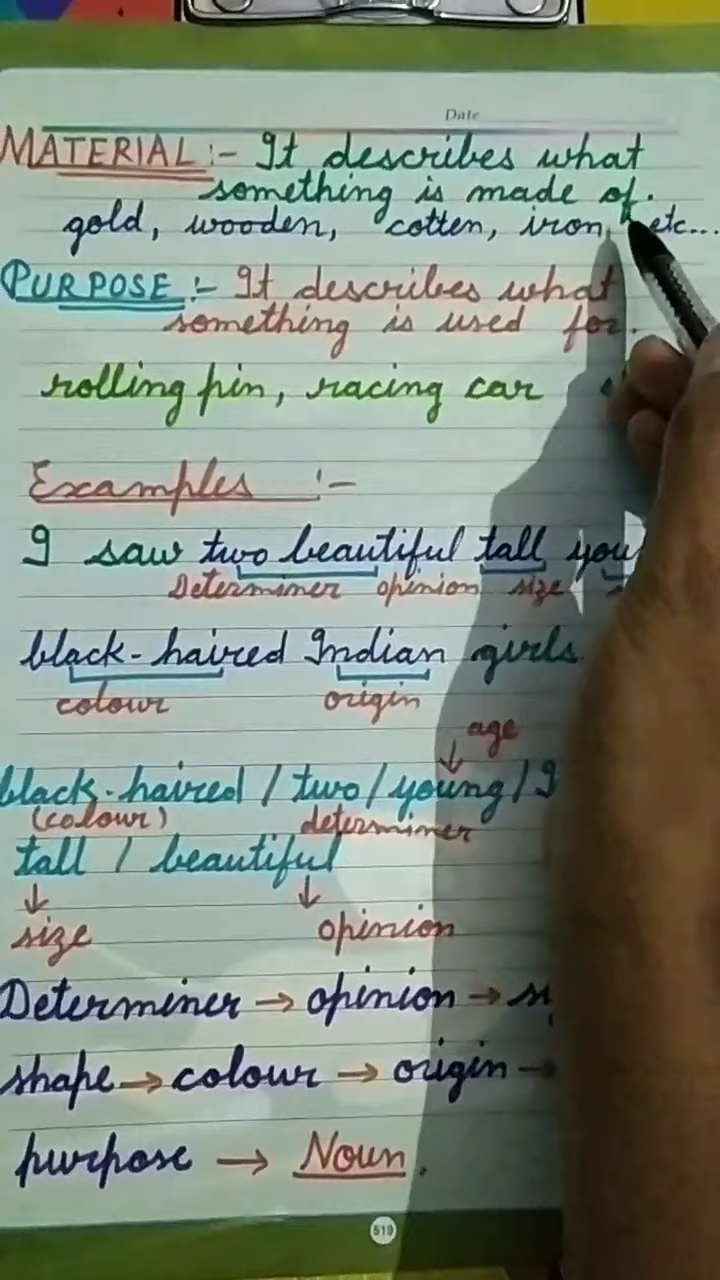 Date
MATERIAL :- It describes what
something is made of.
gold, wooden, cotten, iron, etc...
PURPOSE :- It describes what
something is used for.
rolling pin, racing car
Examples :-
I saw two beautiful tall
Determiner opinion size
black-haired Indian girls.
colour origin
age
black-haired / two / young /
(colour) determiner
tall / beautiful
size opinion
Determiner → opinion →
shape → colour → origin →
purpose → Noun.
519